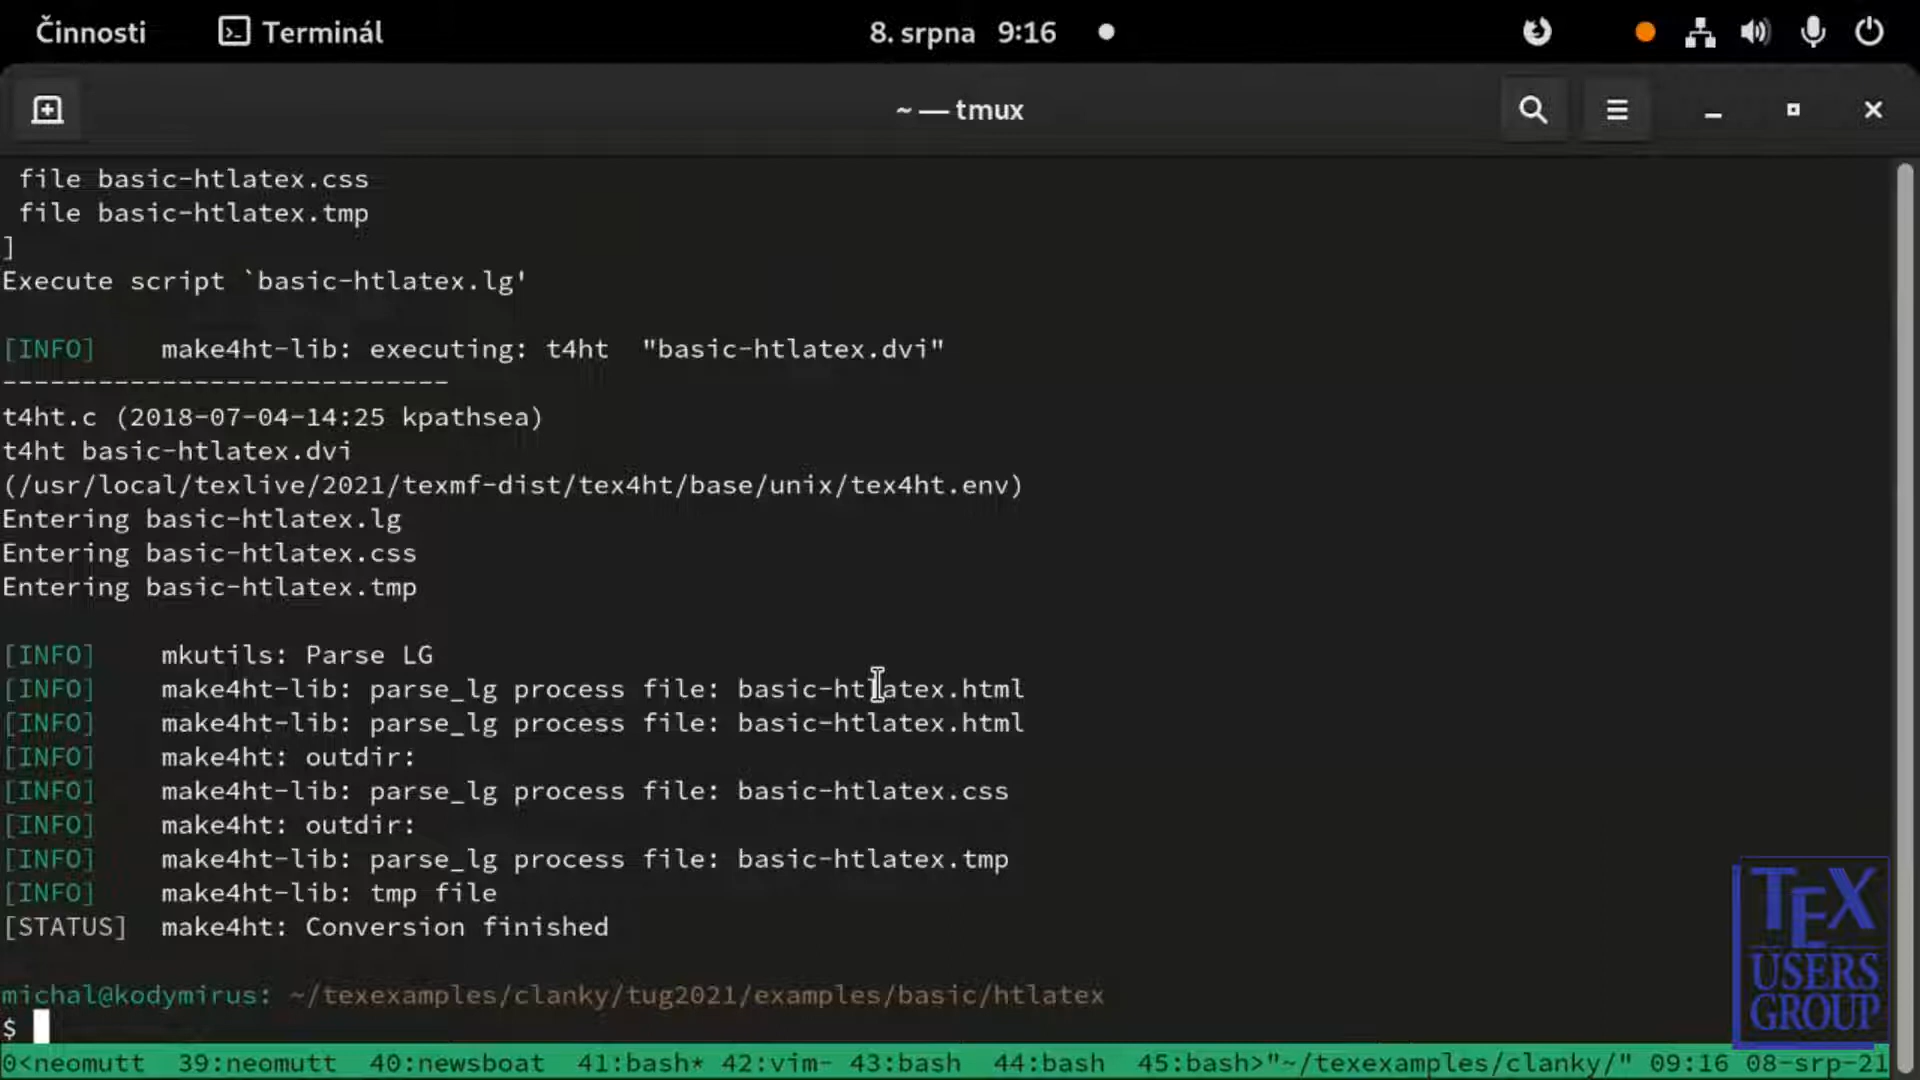 Činnosti Terminál 8. srpna 9:16
~ — tmux
file basic-htlatex.css
file basic-htlatex.tmp
]
Execute script `basic-htlatex.lg'
[INFO] make4ht-lib: executing: t4ht "basic-htlatex.dvi"
----------------------------
t4ht.c (2018-07-04-14:25 kpathsea)
t4ht basic-htlatex.dvi
(/usr/local/texlive/2021/texmf-dist/tex4ht/base/unix/tex4ht.env)
Entering basic-htlatex.lg
Entering basic-htlatex.css
Entering basic-htlatex.tmp
[INFO] mkutils: Parse LG
[INFO] make4ht-lib: parse_lg process file: basic-htlatex.html
[INFO] make4ht-lib: parse_lg process file: basic-htlatex.html
[INFO] make4ht: outdir:
[INFO] make4ht-lib: parse_lg process file: basic-htlatex.css
[INFO] make4ht: outdir:
[INFO] make4ht-lib: parse_lg process file: basic-htlatex.tmp
[INFO] make4ht-lib: tmp file
[STATUS] make4ht: Conversion finished
michal@kodymirus: ~/texexamples/clanky/tug2021/examples/basic/htlatex
$
0<neomutt 39:neomutt 40:newsboat 41:bash* 42:vim- 43:bash 44:bash 45:bash>"~/texexamples/clanky/" 09:16 08-srp-21
TEX
USERS
GROUP